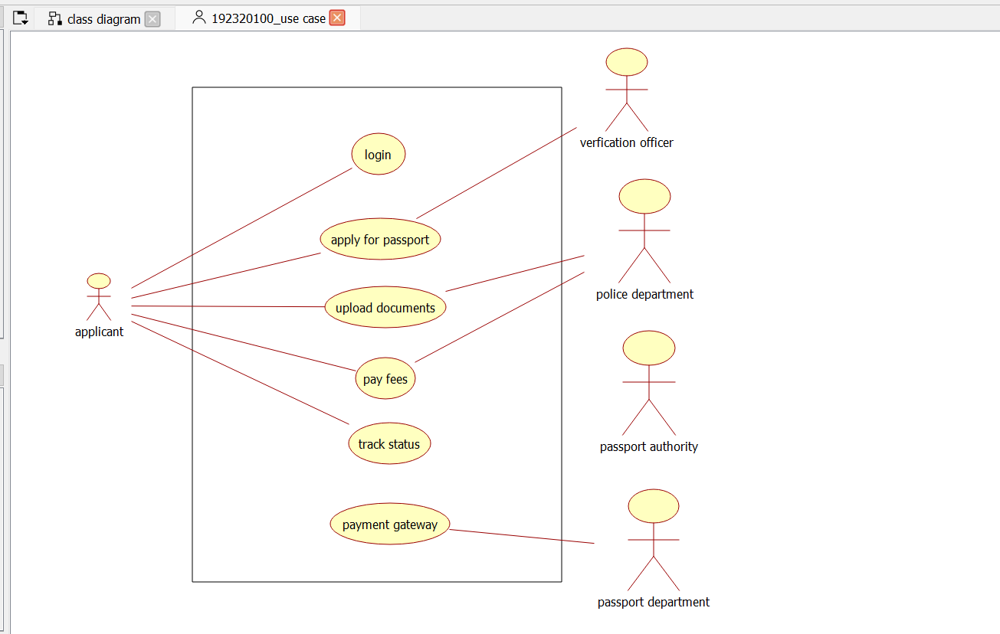 class diagram
192320100_use case
verfication officer
login
apply for passport
police department
upload documents
applicant
pay fees
track status
passport authority
payment gateway
passport department